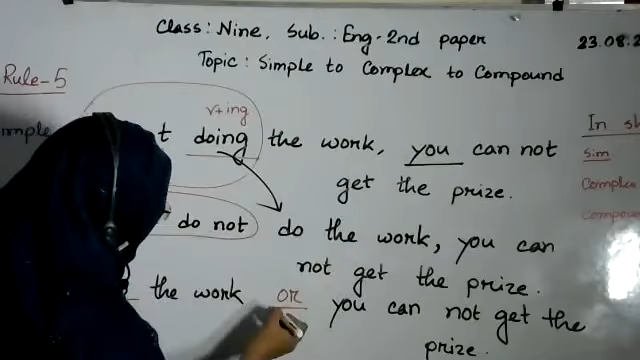 Class: Nine, Sub.: Eng-2nd paper
23.08.2
Topic: Simple to Complex to Compound
Rule-5
v+ing
In sh
doing the work, you can not
sim
get the prize.
Complex
do not do the work, you can
compound
not get the prize.
the work or you can not get the
prize.